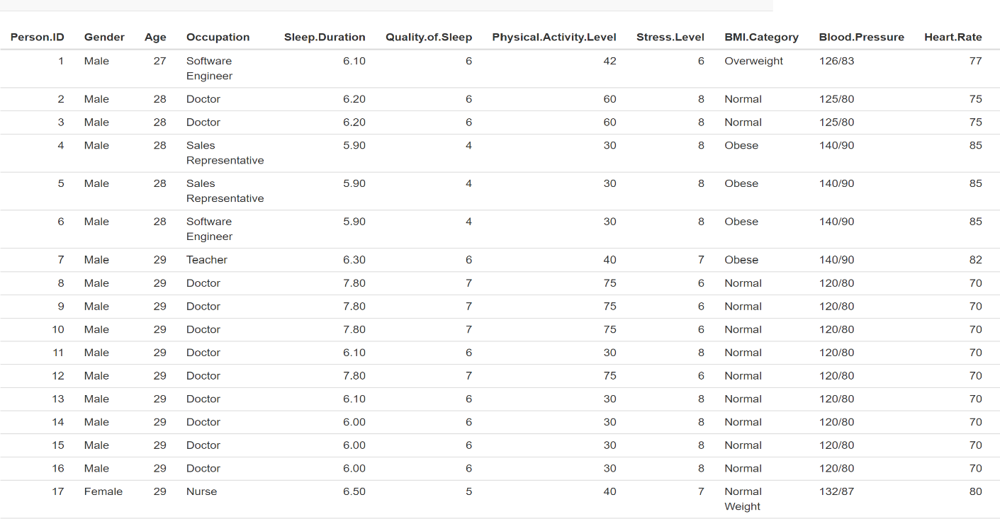 Person.ID Gender Age Occupation Sleep.Duration Quality.of.Sleep Physical.Activity.Level Stress.Level BMI.Category Blood.Pressure Heart.Rate
1 Male 27 Software Engineer 6.10 6 42 6 Overweight 126/83 77
2 Male 28 Doctor 6.20 6 60 8 Normal 125/80 75
3 Male 28 Doctor 6.20 6 60 8 Normal 125/80 75
4 Male 28 Sales Representative 5.90 4 30 8 Obese 140/90 85
5 Male 28 Sales Representative 5.90 4 30 8 Obese 140/90 85
6 Male 28 Software Engineer 5.90 4 30 8 Obese 140/90 85
7 Male 29 Teacher 6.30 6 40 7 Obese 140/90 82
8 Male 29 Doctor 7.80 7 75 6 Normal 120/80 70
9 Male 29 Doctor 7.80 7 75 6 Normal 120/80 70
10 Male 29 Doctor 7.80 7 75 6 Normal 120/80 70
11 Male 29 Doctor 6.10 6 30 8 Normal 120/80 70
12 Male 29 Doctor 7.80 7 75 6 Normal 120/80 70
13 Male 29 Doctor 6.10 6 30 8 Normal 120/80 70
14 Male 29 Doctor 6.00 6 30 8 Normal 120/80 70
15 Male 29 Doctor 6.00 6 30 8 Normal 120/80 70
16 Male 29 Doctor 6.00 6 30 8 Normal 120/80 70
17 Female 29 Nurse 6.50 5 40 7 Normal Weight 132/87 80